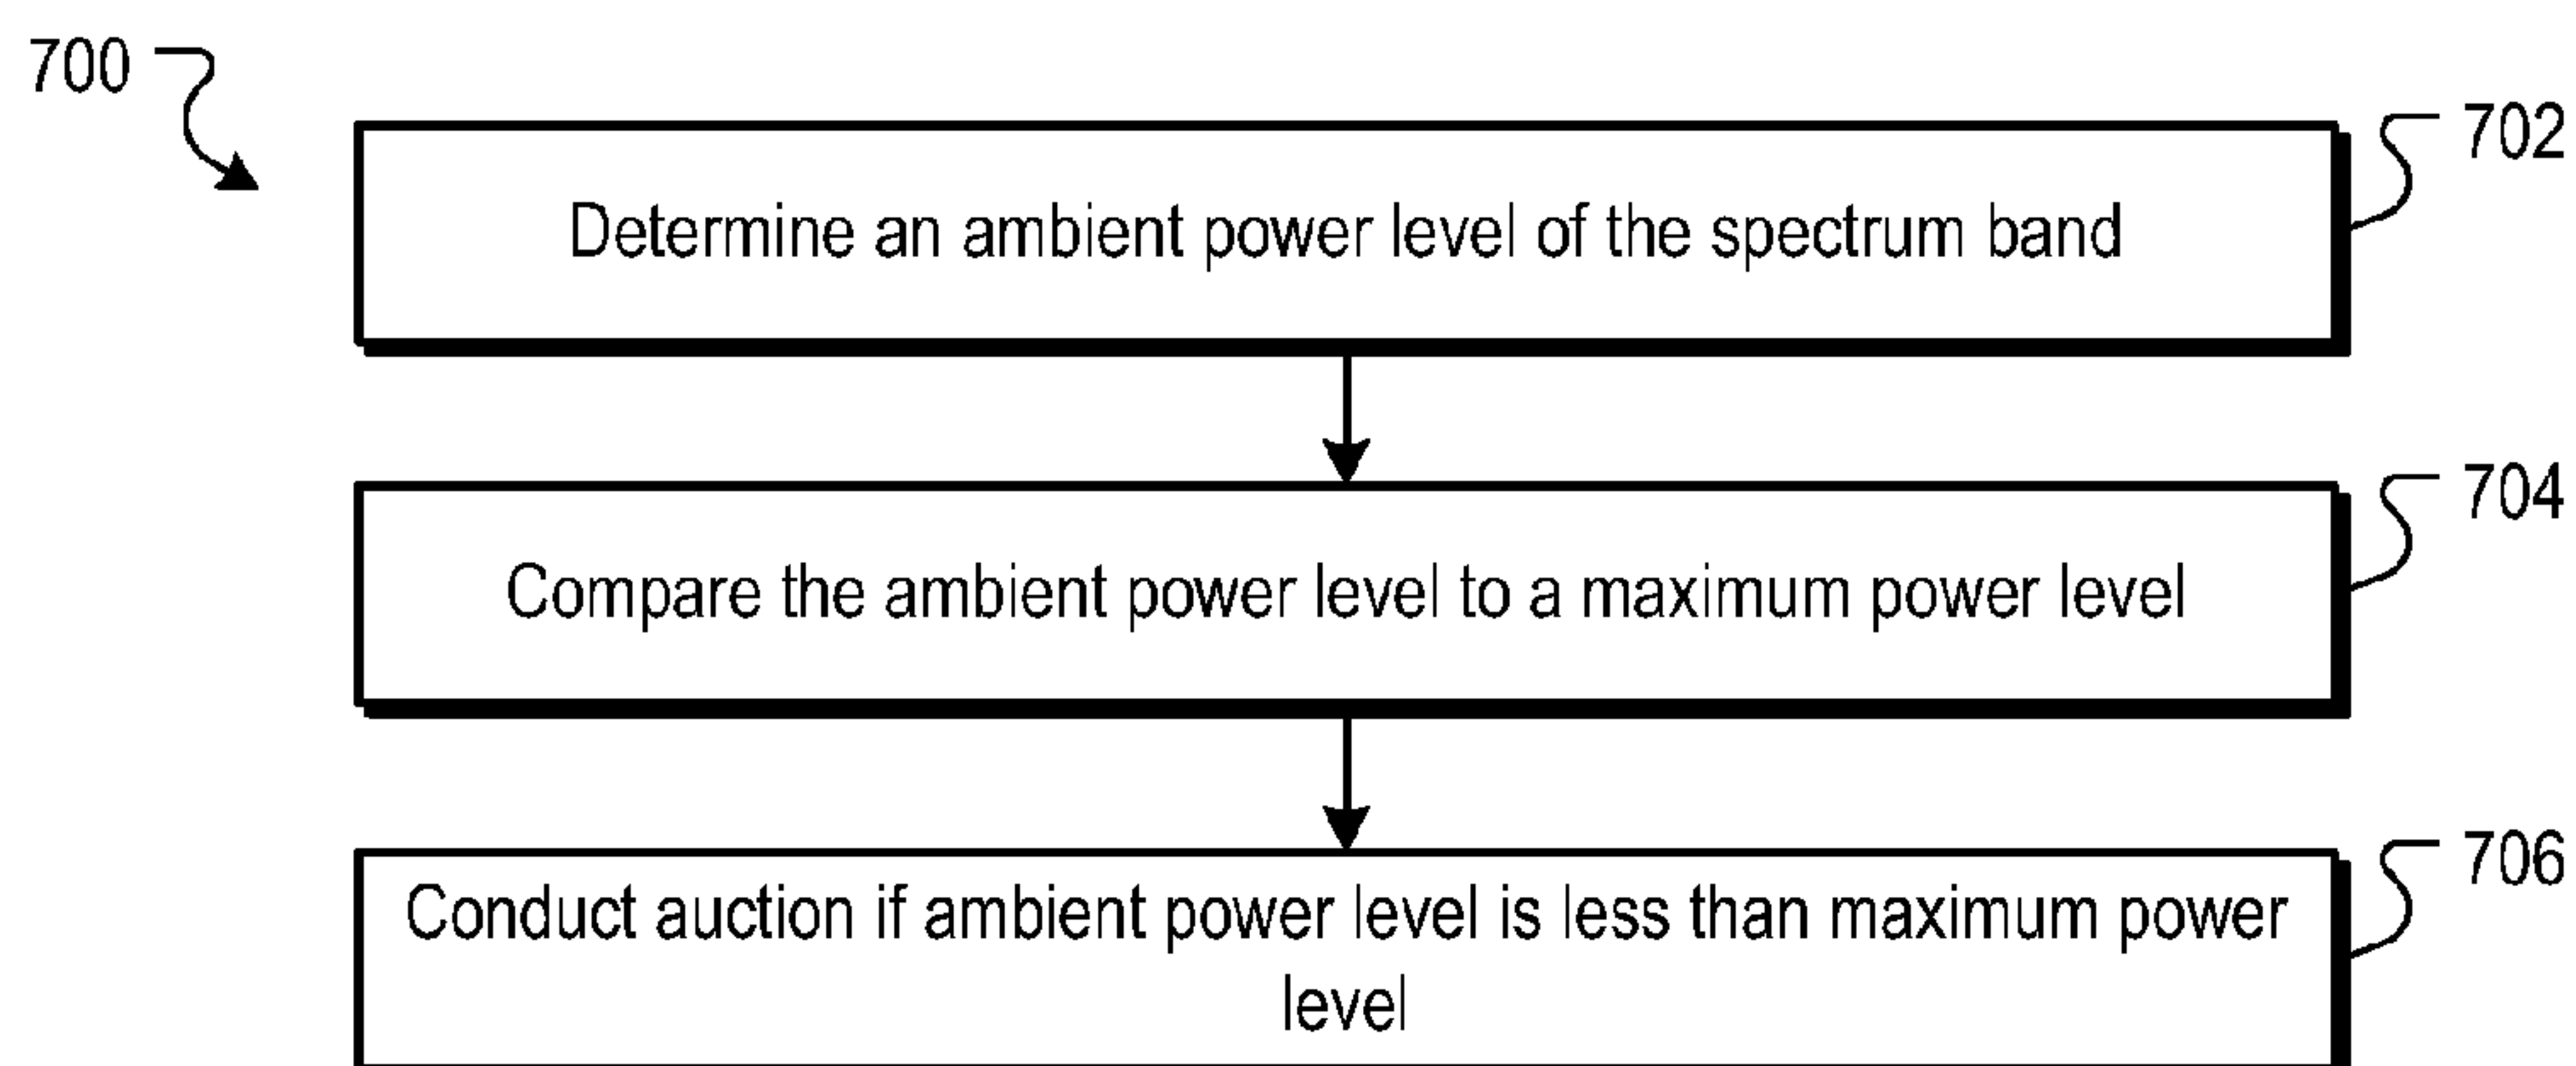 700
702
Determine an ambient power level of the spectrum band
704
Compare the ambient power level to a maximum power level
706
Conduct auction if ambient power level is less than maximum power
level